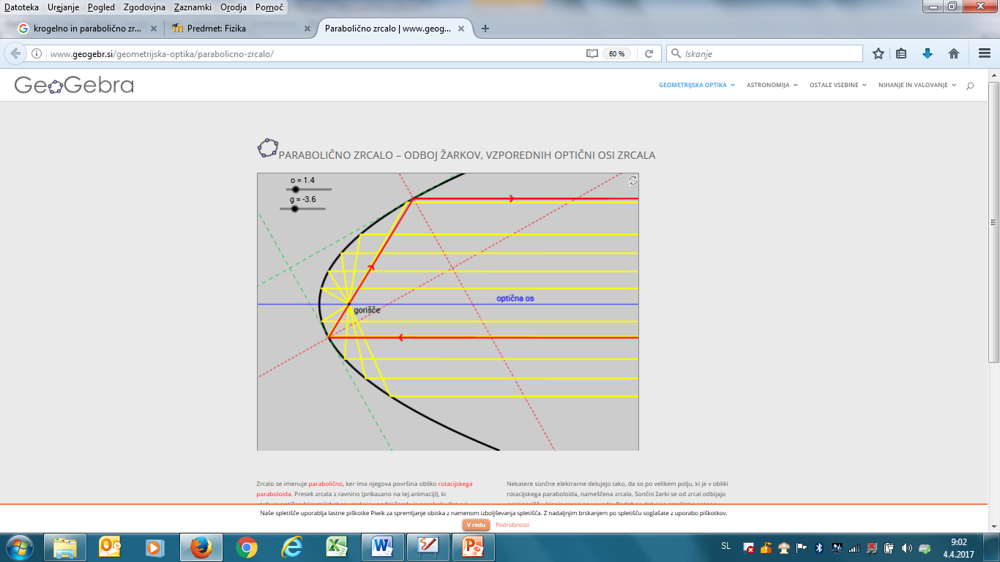 Datoteka Urejanje Pogled Zgodovina Zaznamki Orodja Pomoč
krogelno in parabolično zr...
Predmet: Fizika
Parabolično zrcalo | www.geog...
www.geogebr.si/geometrijska-optika/parabolicno-zrcalo/
60 %
Iskanje
GeoGebra
GEOMETRIJSKA OPTIKA
ASTRONOMIJA
OSTALE VSEBINE
NIHANJE IN VALOVANJE
PARABOLIČNO ZRCALO – ODBOJ ŽARKOV, VZPOREDNIH OPTIČNI OSI ZRCALA
o = 1.4
g = -3.6
optična os
gorišče
Zrcalo se imenuje parabolično, ker ima njegova površina obliko rotacijskega
paraboloida. Presek zrcala z ravnino (prikazano na tej animaciji), ki
Nekatere sončne elektrarne delujejo tako, da so po velikem polju, ki je v obliki
rotacijskega paraboloida, nameščena zrcala. Sončni žarki se od zrcal odbijajo
Naše spletišče uporablja lastne piškotke Piwik za spremljanje obiska z namenom izboljševanja spletišča. Z nadaljnjim brskanjem po spletišču soglašate z uporabo piškotkov.
V redu
Podrobnosti
SL
9:02
4.4.2017